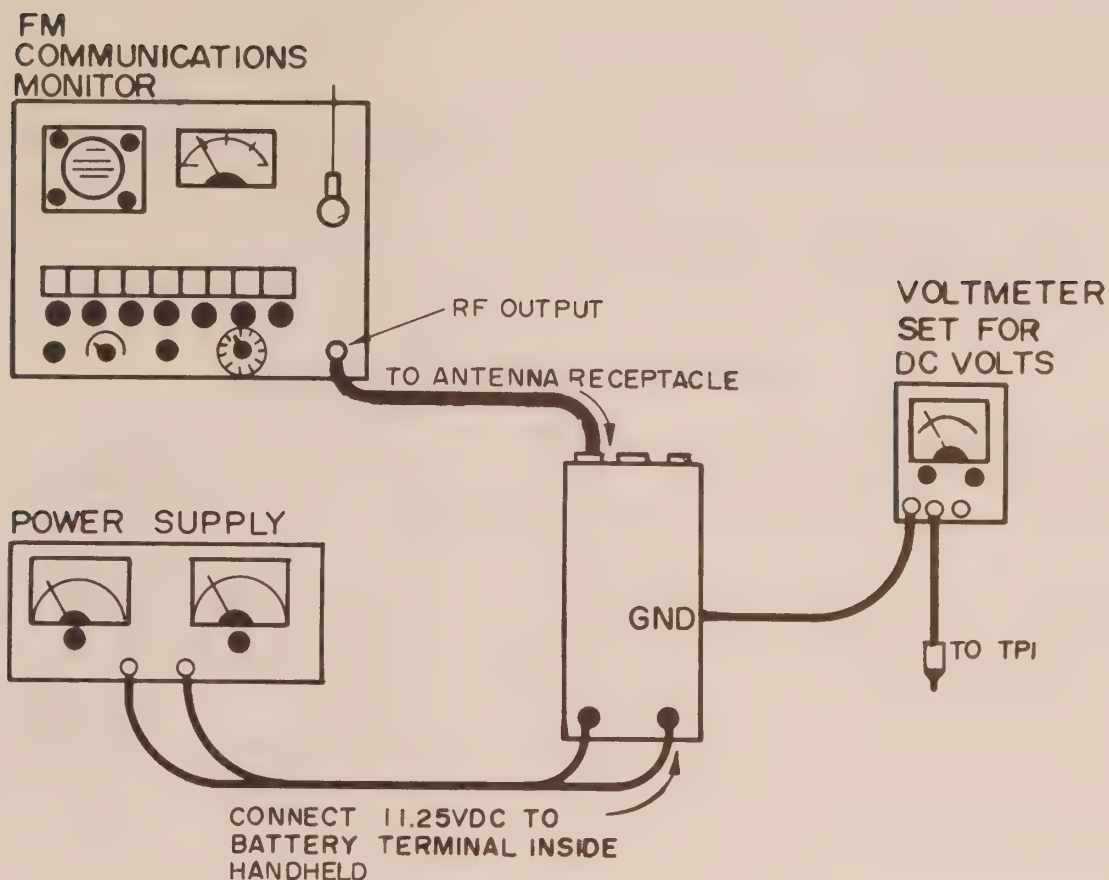 FM
COMMUNICATIONS
MONITOR
RF OUTPUT
TO ANTENNA RECEPTACLE
VOLTMETER
SET FOR
DC VOLTS
POWER SUPPLY
GND
TO TP1
CONNECT 11.25VDC TO
BATTERY TERMINAL INSIDE
HANDHELD